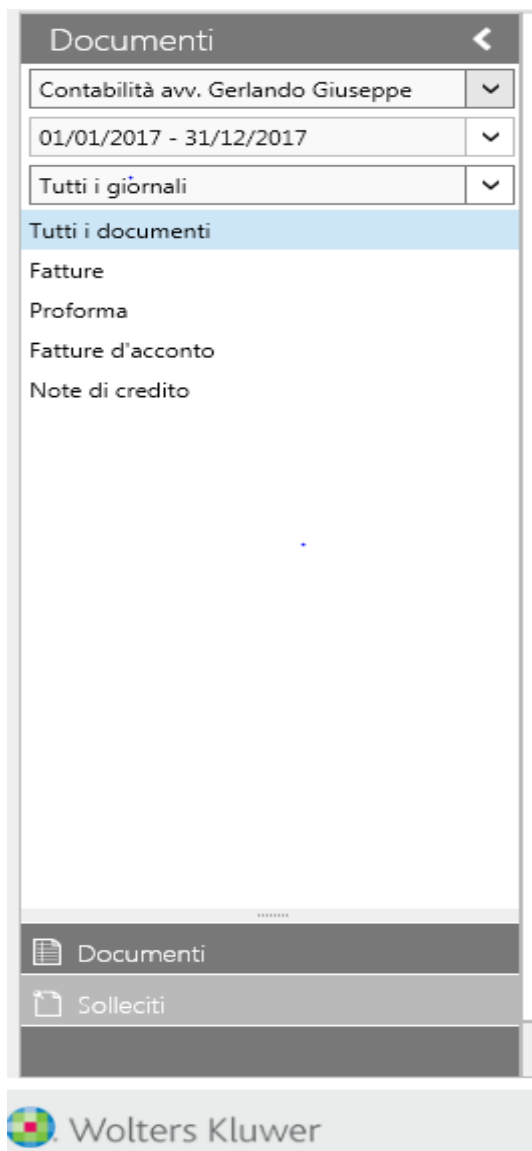 Documenti
Contabilità avv. Gerlando Giuseppe
01/01/2017 - 31/12/2017
Tutti i giornali
Tutti i documenti
Fatture
Proforma
Fatture d'acconto
Note di credito
Documenti
Solleciti
Wolters Kluwer